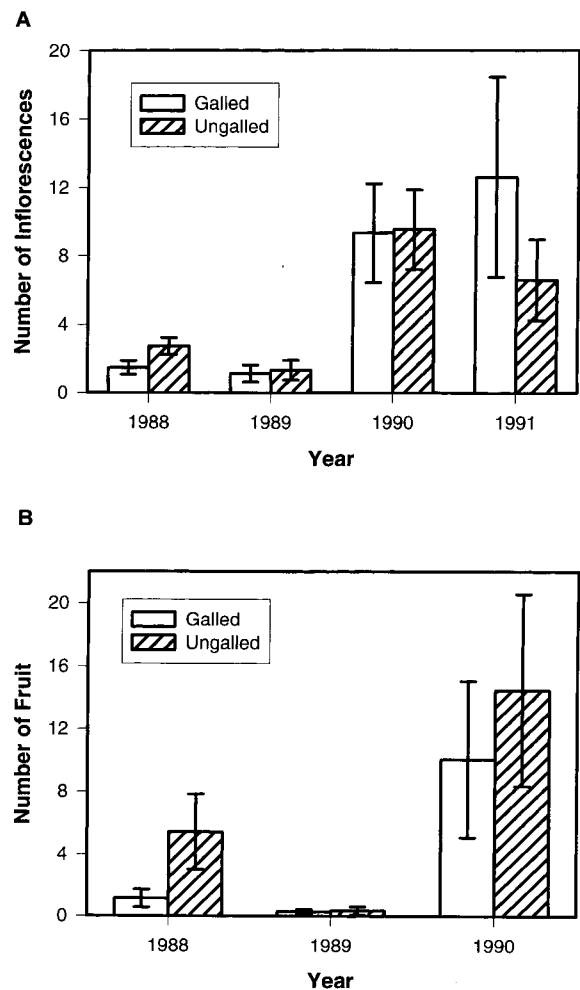 A
Number of Inflorescences
20
16
12
8
4
0
Galled
Ungalled
1988 1989 1990 1991
Year
B
Number of Fruit
20
16
12
8
4
0
Galled
Ungalled
1988 1989 1990
Year